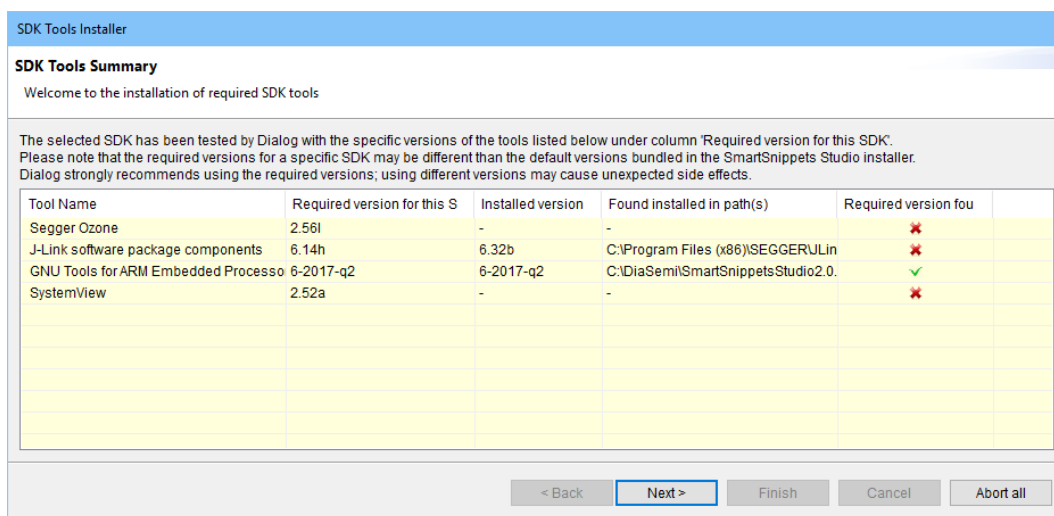 SDK Tools Installer
SDK Tools Summary
Welcome to the installation of required SDK tools
The selected SDK has been tested by Dialog with the specific versions of the tools listed below under column 'Required version for this SDK'.
Please note that the required versions for a specific SDK may be different than the default versions bundled in the SmartSnippets Studio installer.
Dialog strongly recommends using the required versions; using different versions may cause unexpected side effects.
Tool Name Required version for this S Installed version Found installed in path(s) Required version fou
Segger Ozone 2.56l - -
J-Link software package components 6.14h 6.32b C:\Program Files (x86)\SEGGER\JLin
GNU Tools for ARM Embedded Processo 6-2017-q2 6-2017-q2 C:\DiaSemi\SmartSnippetsStudio2.0.
SystemView 2.52a - -
< Back Next > Finish Cancel Abort all